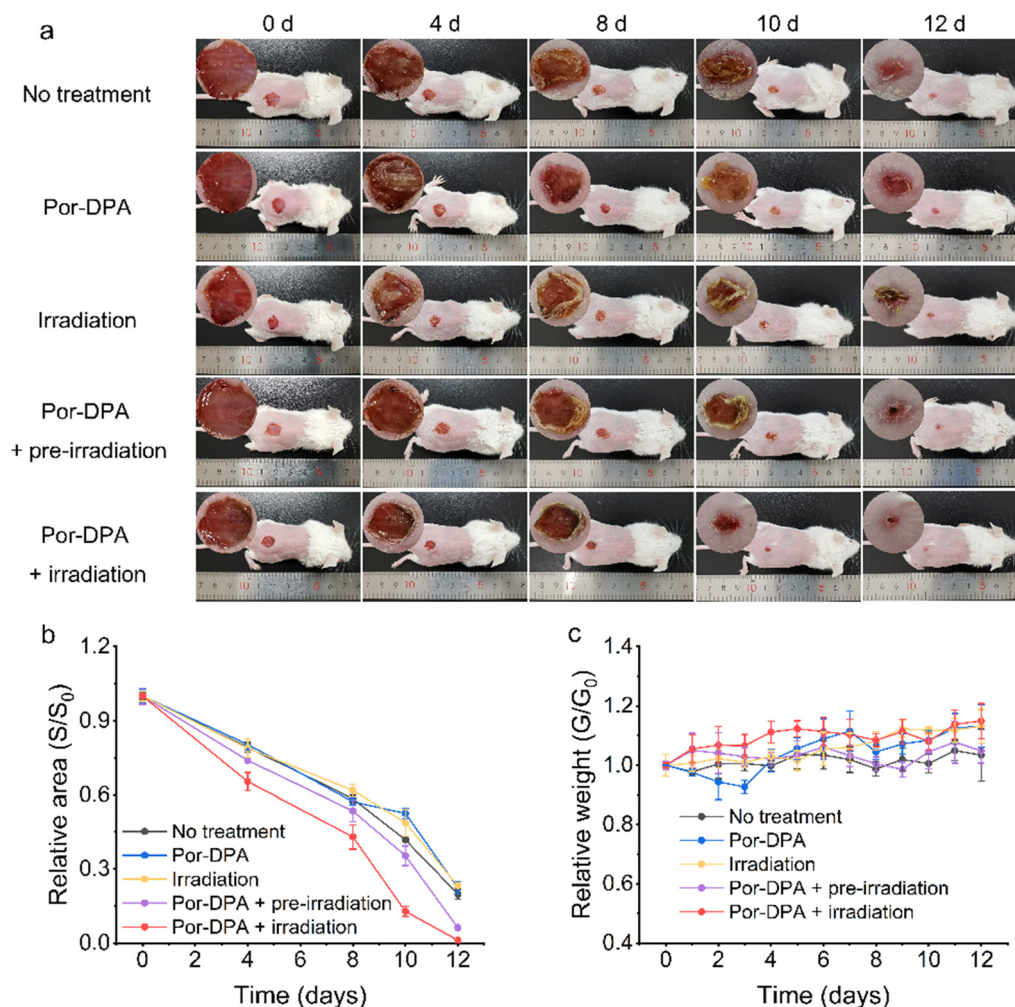 a
0 d 4 d 8 d 10 d 12 d
No treatment
Por-DPA
Irradiation
Por-DPA
+ pre-irradiation
Por-DPA
+ irradiation
b
Relative area (S/S₀)
1.2
0.9
0.6
0.3
0.0
No treatment
Por-DPA
Irradiation
Por-DPA + pre-irradiation
Por-DPA + irradiation
0 2 4 6 8 10 12
Time (days)
c
Relative weight (G/G₀)
1.4
1.2
1.0
0.8
0.6
0.4
No treatment
Por-DPA
Irradiation
Por-DPA + pre-irradiation
Por-DPA + irradiation
0 2 4 6 8 10 12
Time (days)